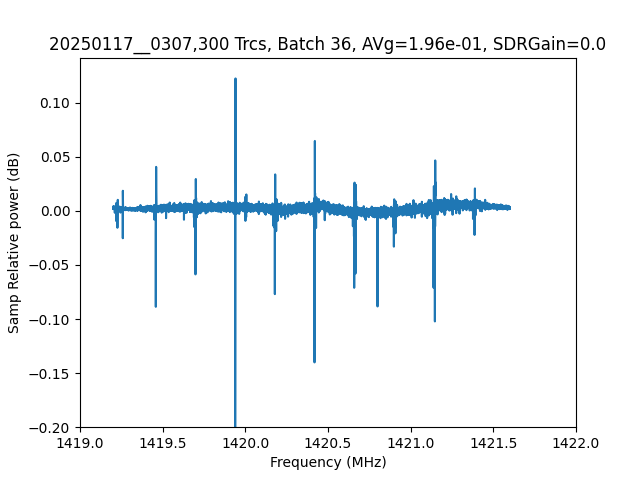 20250117__0307,300 Trcs, Batch 36, AVg=1.96e-01, SDRGain=0.0
0.10
0.05
0.00
−0.05
−0.10
−0.15
−0.20
Samp Relative power (dB)
1419.0 1419.5 1420.0 1420.5 1421.0 1421.5 1422.0
Frequency (MHz)